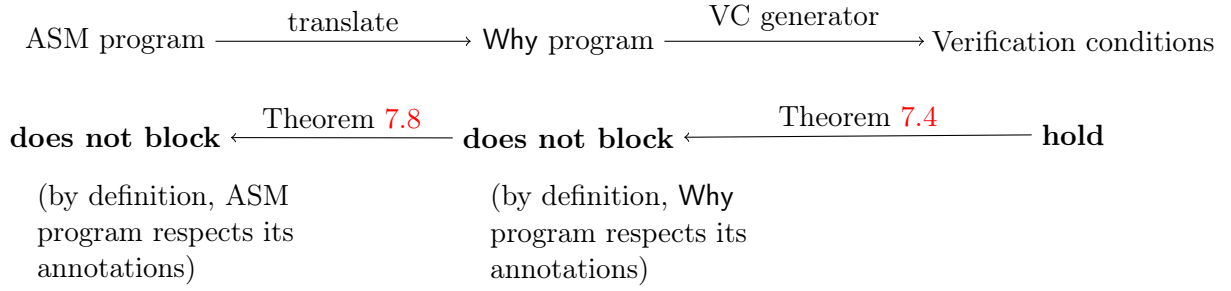 translate VC generator
ASM program Why program Verification conditions
Theorem 7.8 Theorem 7.4
does not block does not block hold
(by definition, ASM (by definition, Why
program respects its program respects its
annotations) annotations)